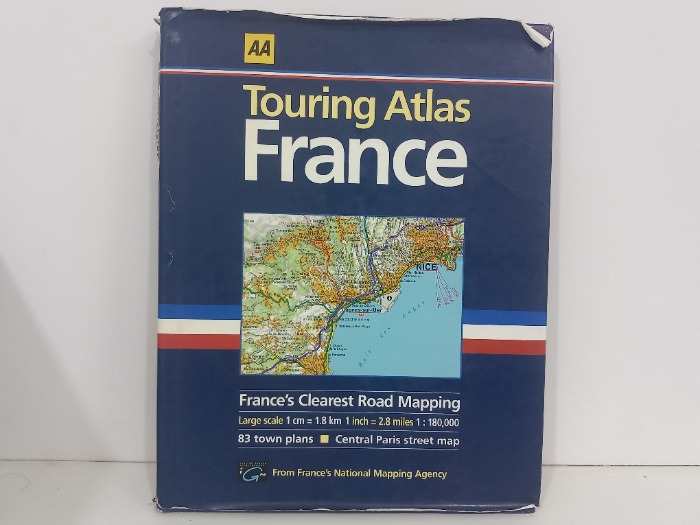 AA
Touring Atlas
France
NICE
France's Clearest Road Mapping
Large scale 1 cm = 1.8 km 1 inch = 2.8 miles 1 : 180,000
83 town plans ■ Central Paris street map
From France's National Mapping Agency